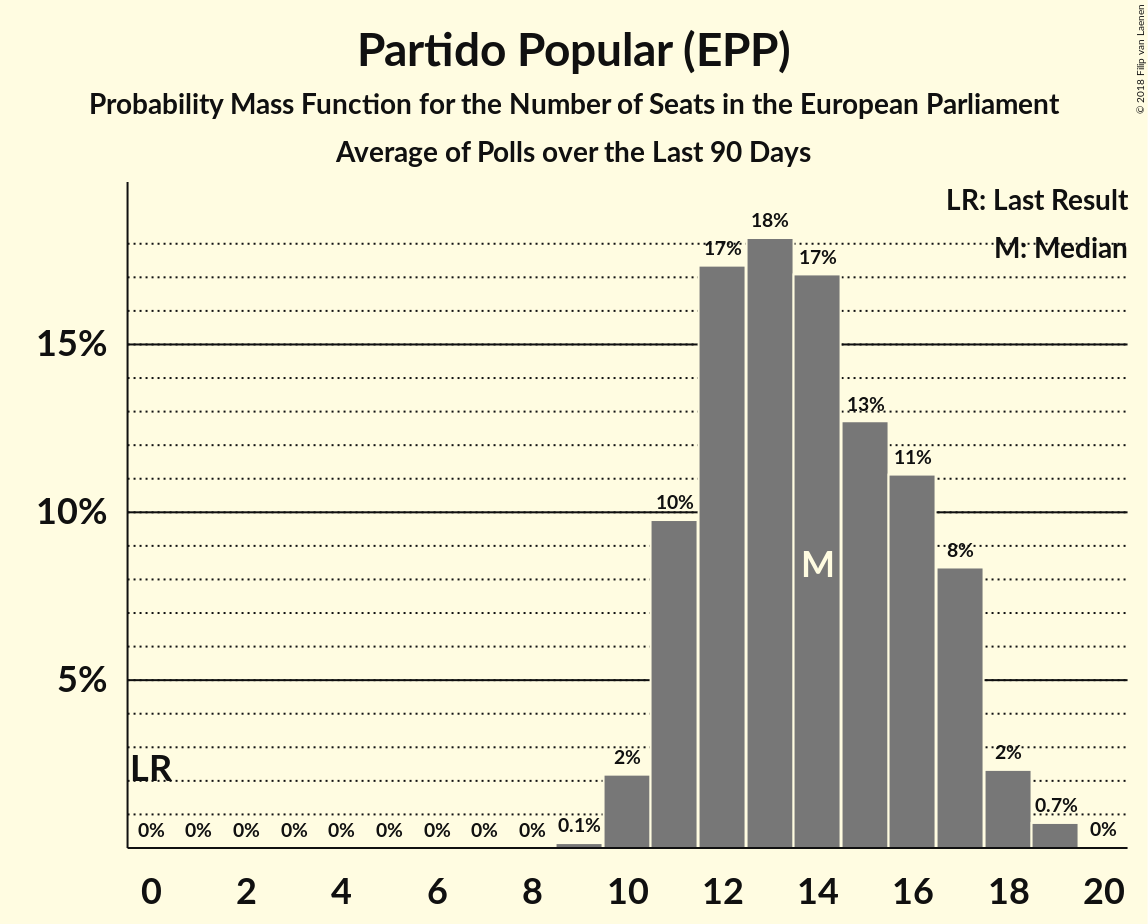 Partido Popular (EPP)
Probability Mass Function for the Number of Seats in the European Parliament
Average of Polls over the Last 90 Days
© 2018 Filip van Laenen
LR: Last Result
M: Median
18%
17%
17%
15%
13%
11%
10%
10%
8%
M
5%
LR
2%
2%
0.7%
0.1%
0% 0% 0% 0% 0% 0% 0% 0% 0% 0%
0 2 4 6 8 10 12 14 16 18 20